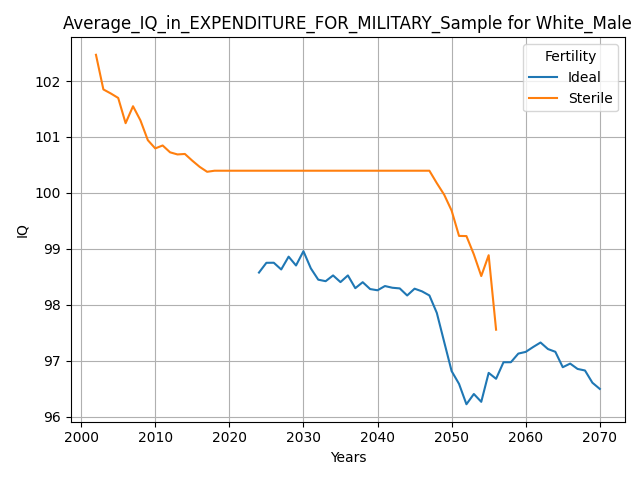 Average_IQ_in_EXPENDITURE_FOR_MILITARY_Sample for White_Male
Fertility
Ideal
Sterile
IQ
102
101
100
99
98
97
96
2000 2010 2020 2030 2040 2050 2060 2070
Years